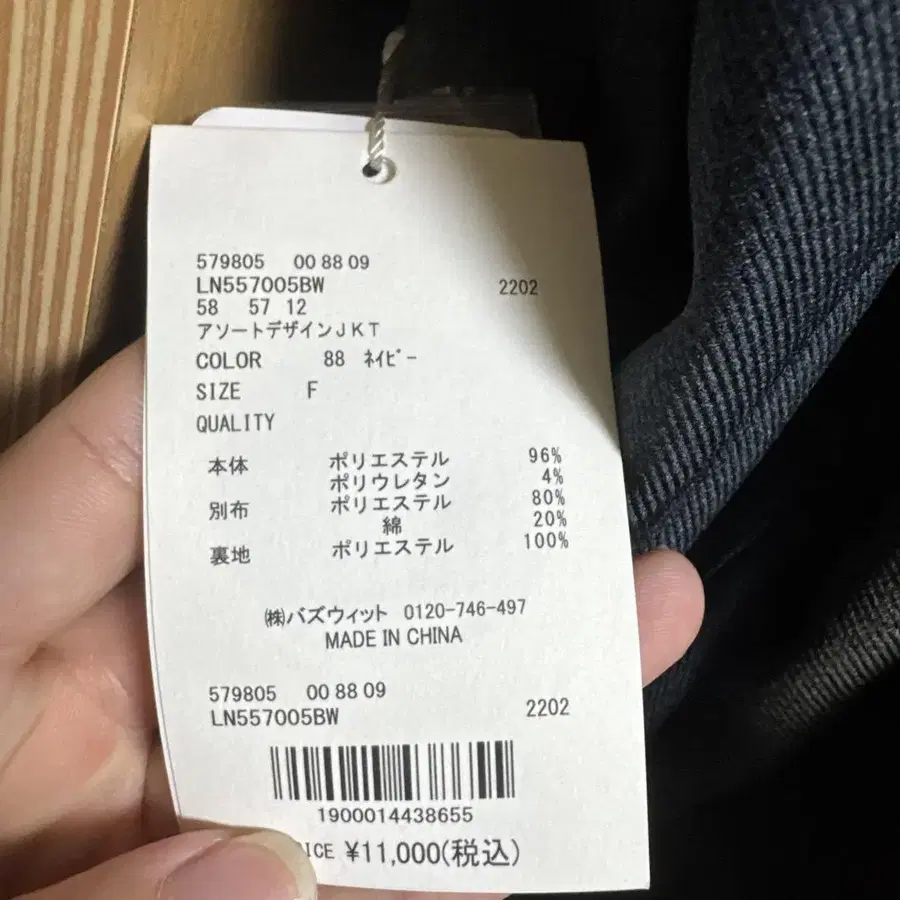 579805 00 88 09
LN557005BW 2202
58 57 12
アソートデザインJKT
COLOR 88 ﾈｲﾋﾞｰ
SIZE F
QUALITY
本体 ポリエステル 96%
ポリウレタン 4%
別布 ポリエステル 80%
綿 20%
裏地 ポリエステル 100%
㈱バズウィット 0120-746-497
MADE IN CHINA
579805 00 88 09
LN557005BW 2202
1900014438655
ICE ¥11,000(税込)